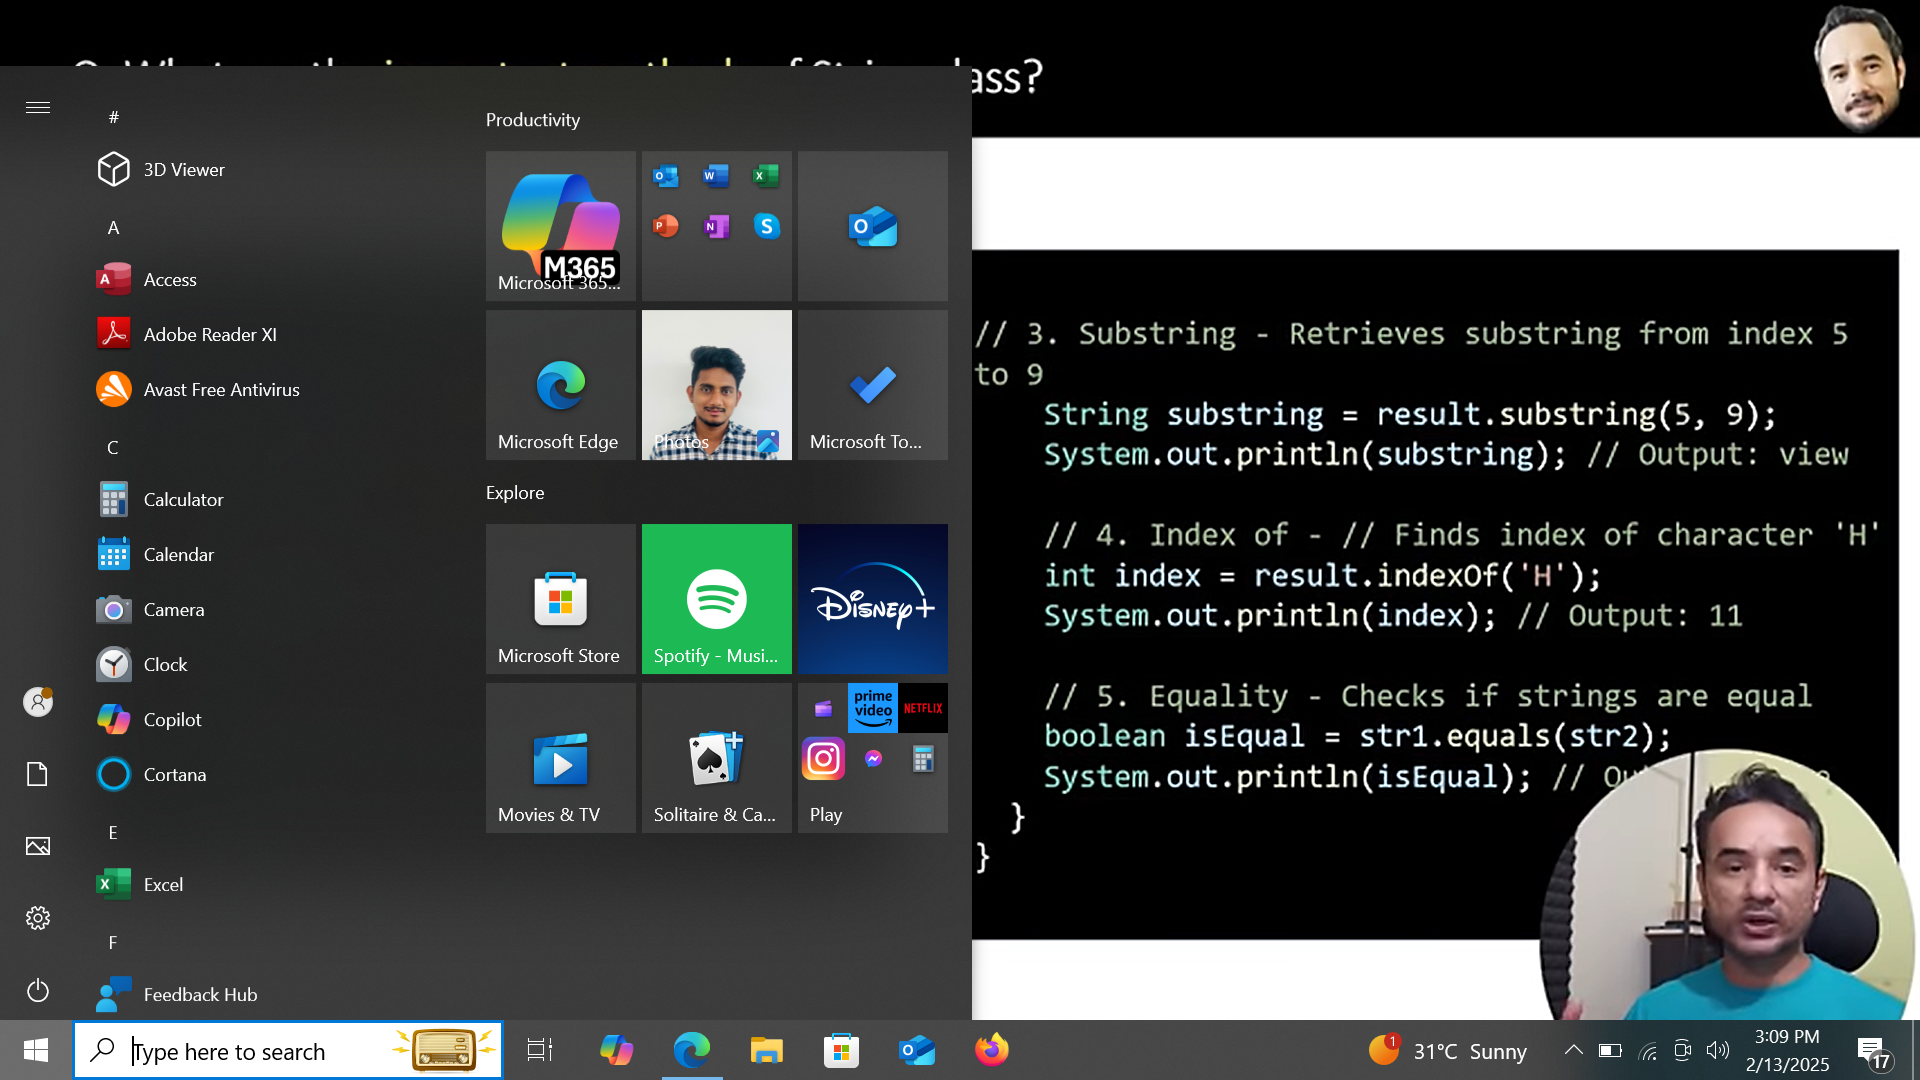 ass?
#
3D Viewer
A
Access
Adobe Reader XI
Avast Free Antivirus
C
Calculator
Calendar
Camera
Clock
Copilot
Cortana
E
Excel
F
Feedback Hub
Productivity
M365
Microsoft 365...
Microsoft Edge
Photos
Microsoft To...
Explore
Microsoft Store
Spotify - Musi...
Disney+
Movies & TV
Solitaire & Ca...
prime video
NETFLIX
Play
// 3. Substring - Retrieves substring from index 5
to 9
String substring = result.substring(5, 9);
System.out.println(substring); // Output: view
// 4. Index of - // Finds index of character 'H'
int index = result.indexOf('H');
System.out.println(index); // Output: 11
// 5. Equality - Checks if strings are equal
boolean isEqual = str1.equals(str2);
System.out.println(isEqual); //
}
}
Type here to search
1
31°C Sunny
3:09 PM
2/13/2025
17